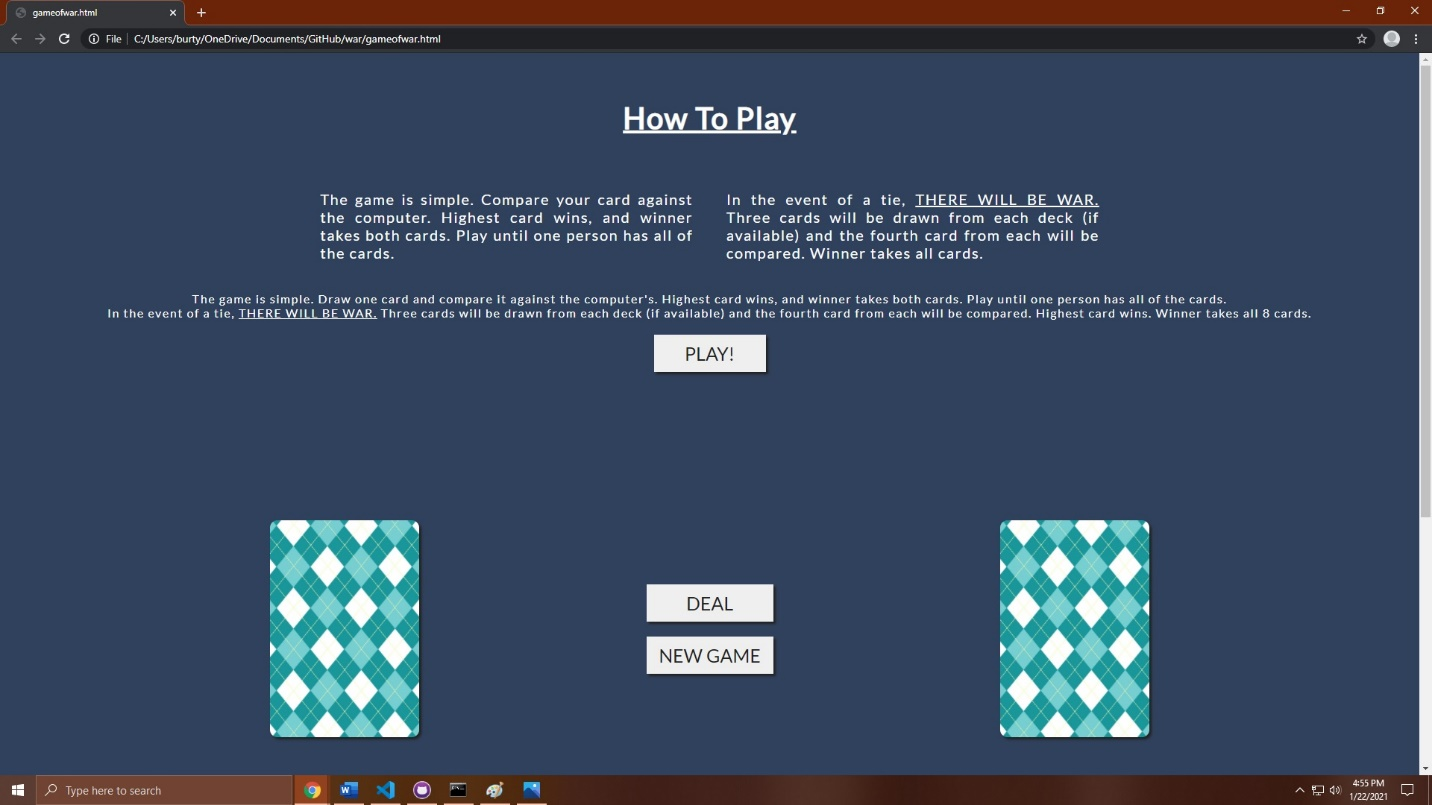 gameofwar.html
File
C:/Users/burty/OneDrive/Documents/GitHub/war/gameofwar.html
How To Play
The game is simple. Compare your card against
the computer. Highest card wins, and winner
takes both cards. Play until one person has all of
the cards.
In the event of a tie, THERE WILL BE WAR.
Three cards will be drawn from each deck (if
available) and the fourth card from each will be
compared. Winner takes all cards.
The game is simple. Draw one card and compare it against the computer's. Highest card wins, and winner takes both cards. Play until one person has all of the cards.
In the event of a tie, THERE WILL BE WAR. Three cards will be drawn from each deck (if available) and the fourth card from each will be compared. Highest card wins. Winner takes all 8 cards.
PLAY!
DEAL
NEW GAME
Type here to search
4:55 PM
1/22/2021